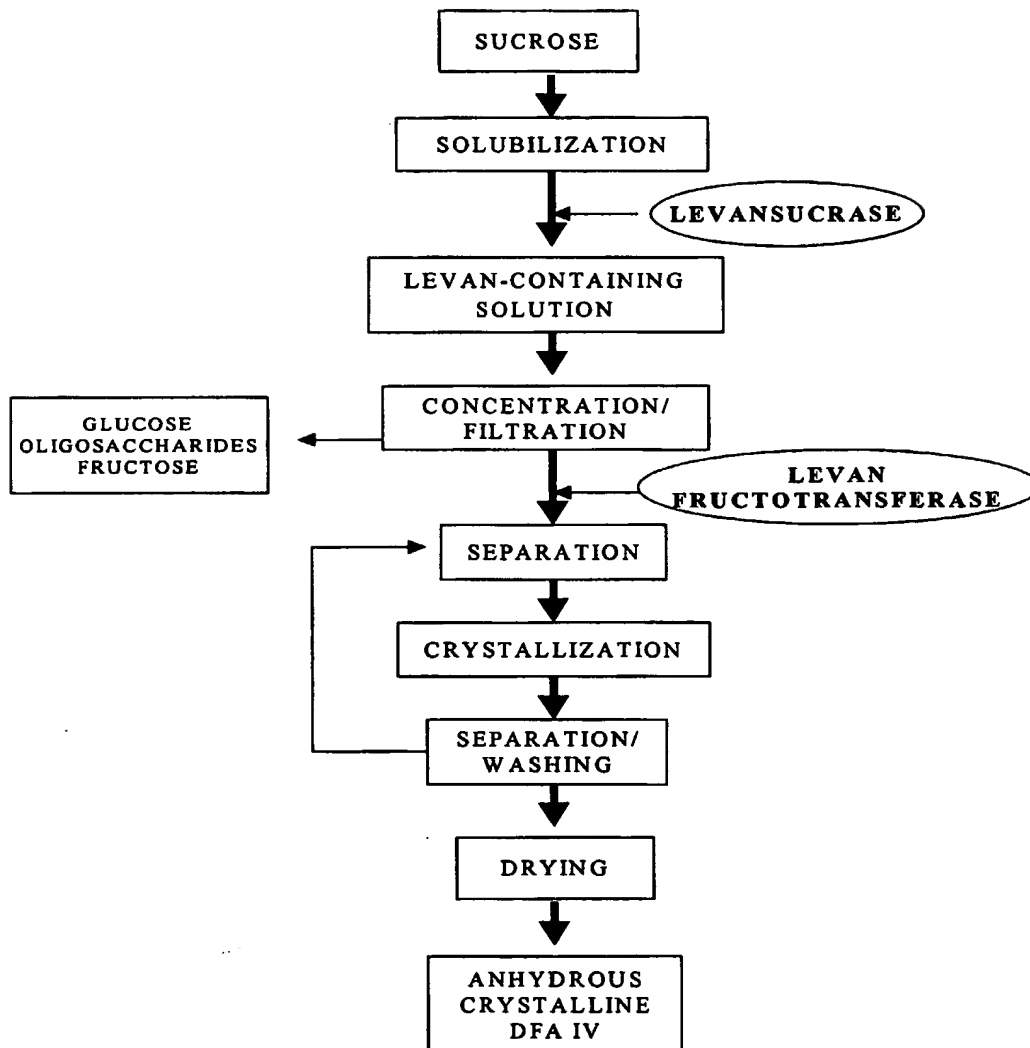 SUCROSE
SOLUBILIZATION
LEVANSUCRASE
LEVAN-CONTAINING
SOLUTION
CONCENTRATION/
FILTRATION
GLUCOSE
OLIGOSACCHARIDES
FRUCTOSE
LEVAN
FRUCTOTRANSFERASE
SEPARATION
CRYSTALLIZATION
SEPARATION/
WASHING
DRYING
ANHYDROUS
CRYSTALLINE
DFA IV